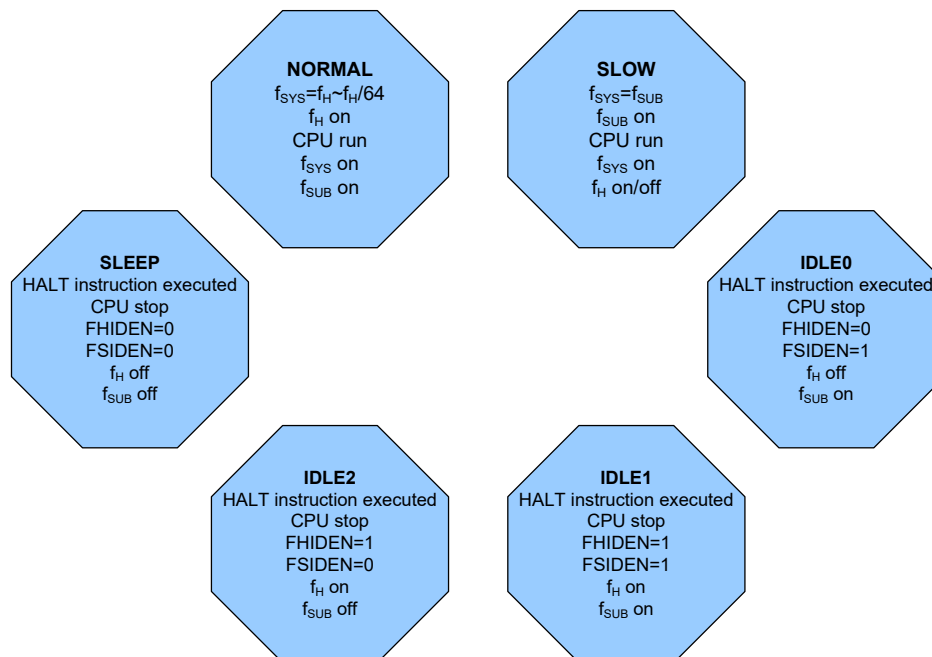 NORMAL
fSYS=fH~fH/64
fH on
CPU run
fSYS on
fSUB on
SLOW
fSYS=fSUB
fSUB on
CPU run
fSYS on
fH on/off
SLEEP
HALT instruction executed
CPU stop
FHIDEN=0
FSIDEN=0
fH off
fSUB off
IDLE0
HALT instruction executed
CPU stop
FHIDEN=0
FSIDEN=1
fH off
fSUB on
IDLE2
HALT instruction executed
CPU stop
FHIDEN=1
FSIDEN=0
fH on
fSUB off
IDLE1
HALT instruction executed
CPU stop
FHIDEN=1
FSIDEN=1
fH on
fSUB on